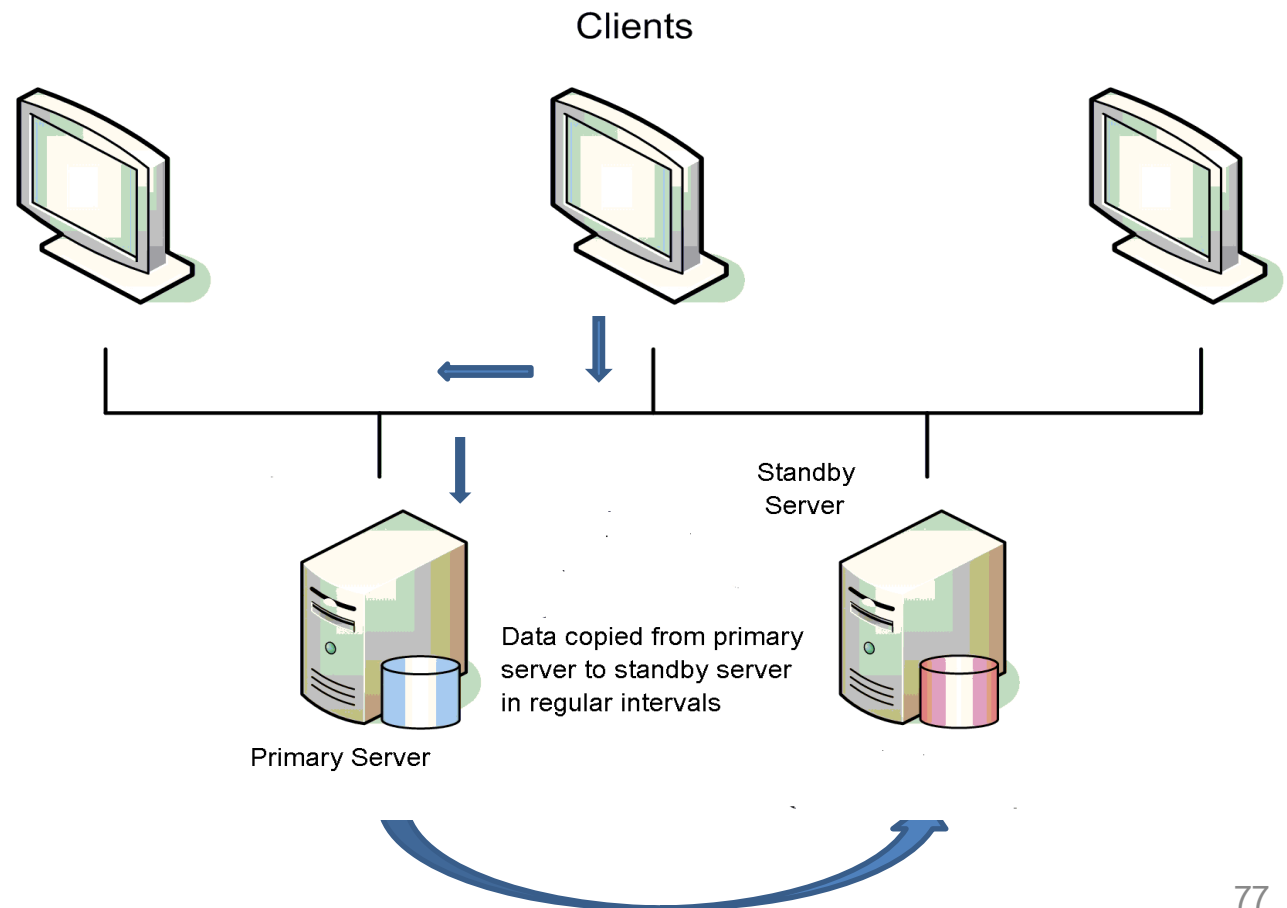 Clients
Standby
Server
Data copied from primary
server to standby server
in regular intervals
Primary Server
77